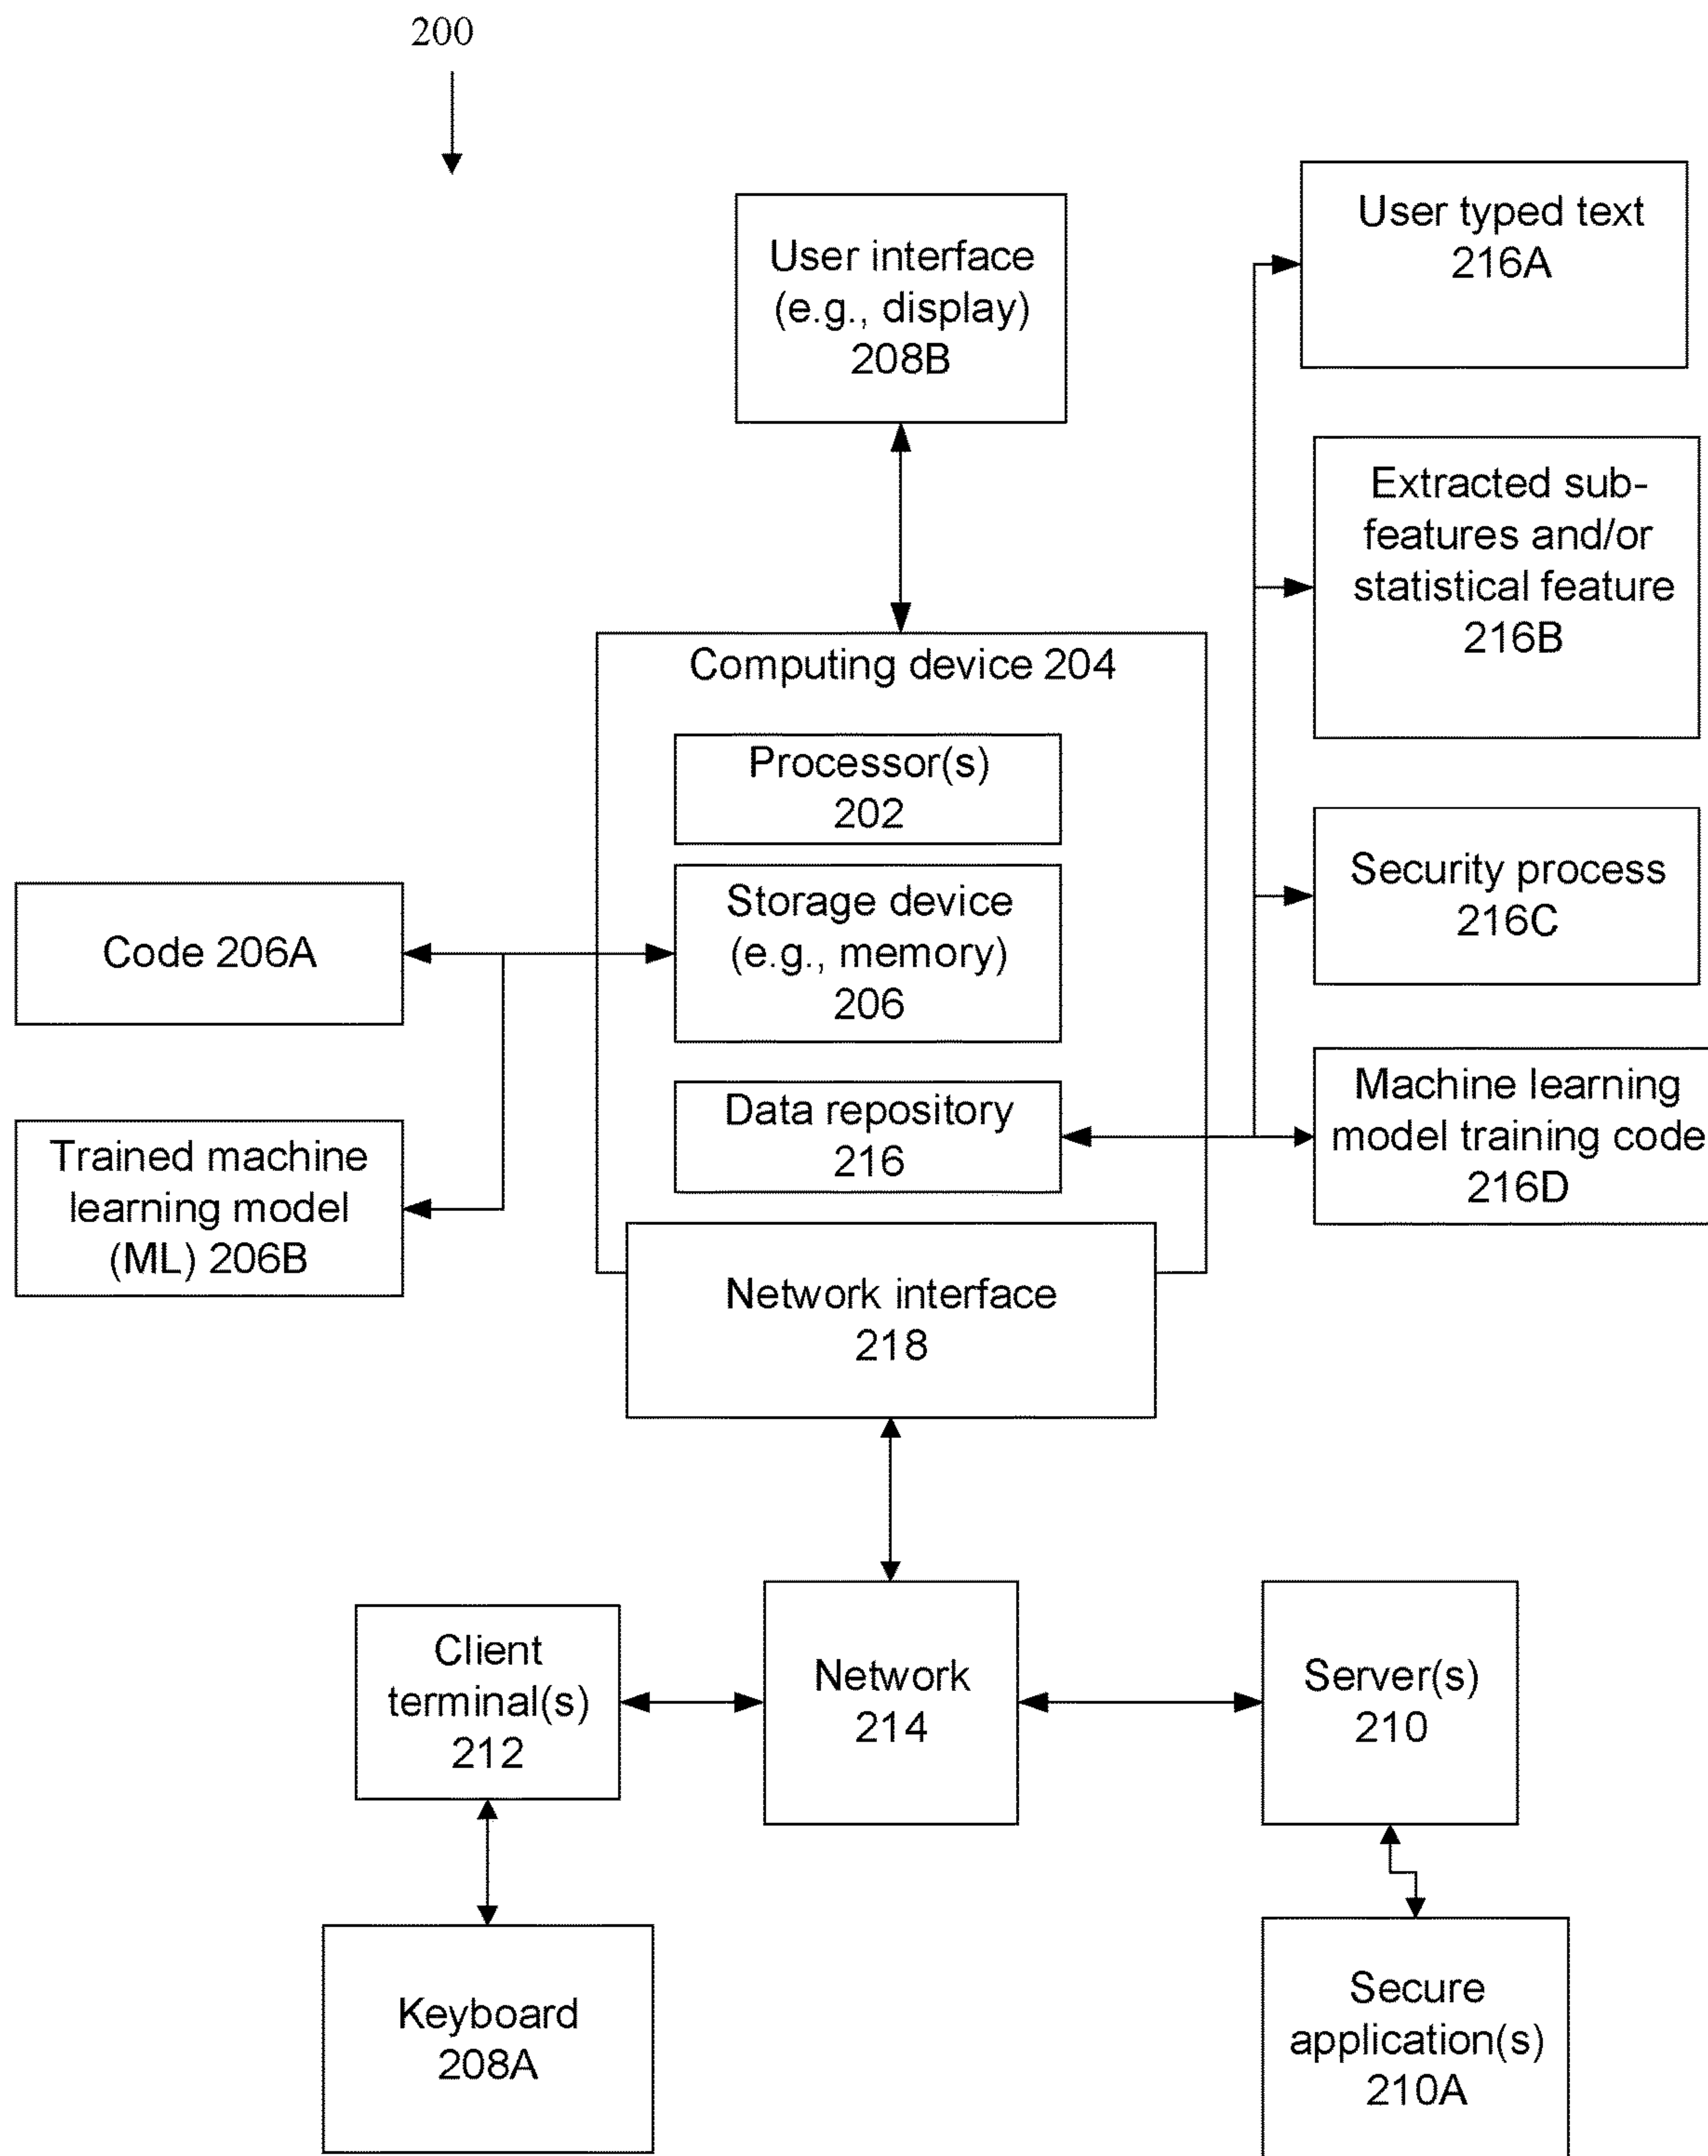 200
User interface
(e.g., display)
208B
User typed text
216A
Extracted sub-
features and/or
statistical feature
216B
Computing device 204
Processor(s)
202
Storage device
(e.g., memory)
206
Security process
216C
Code 206A
Data repository
216
Machine learning
model training code
216D
Trained machine
learning model
(ML) 206B
Network interface
218
Client
terminal(s)
212
Network
214
Server(s)
210
Keyboard
208A
Secure
application(s)
210A